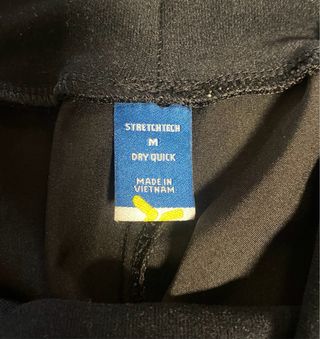 STRETCHTECH
M
DRY QUICK
MADE IN
VIETNAM